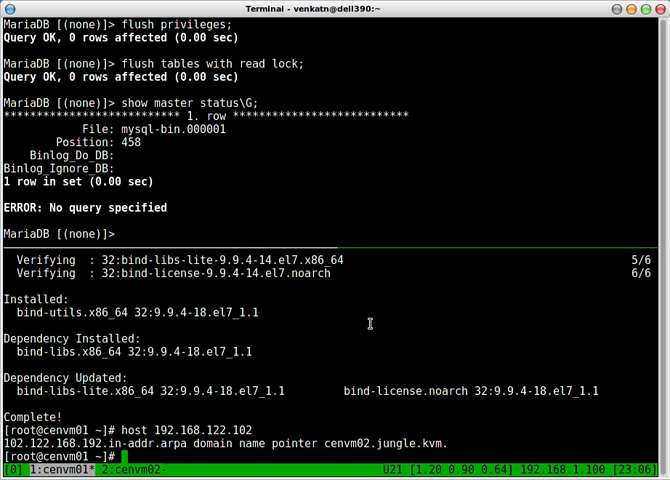 Terminal - venkatn@dell390:~
MariaDB [(none)]> flush privileges;
Query OK, 0 rows affected (0.00 sec)
MariaDB [(none)]> flush tables with read lock;
Query OK, 0 rows affected (0.00 sec)
MariaDB [(none)]> show master status\G;
*************************** 1. row ***************************
File: mysql-bin.000001
Position: 458
Binlog_Do_DB:
Binlog_Ignore_DB:
1 row in set (0.00 sec)
ERROR: No query specified
MariaDB [(none)]>
Verifying  : 32:bind-libs-lite-9.9.4-14.el7.x86_64 5/6
Verifying  : 32:bind-license-9.9.4-14.el7.noarch 6/6
Installed:
bind-utils.x86_64 32:9.9.4-18.el7_1.1
Dependency Installed:
bind-libs.x86_64 32:9.9.4-18.el7_1.1
Dependency Updated:
bind-libs-lite.x86_64 32:9.9.4-18.el7_1.1 bind-license.noarch 32:9.9.4-18.el7_1.1
Complete!
[root@cenvm01 ~]# host 192.168.122.102
102.122.168.192.in-addr.arpa domain name pointer cenvm02.jungle.kvm.
[root@cenvm01 ~]#
[0] 1:cenvm01* 2:cenvm02- U21 [1.20 0.90 0.64] 192.168.1.100 [23:06]